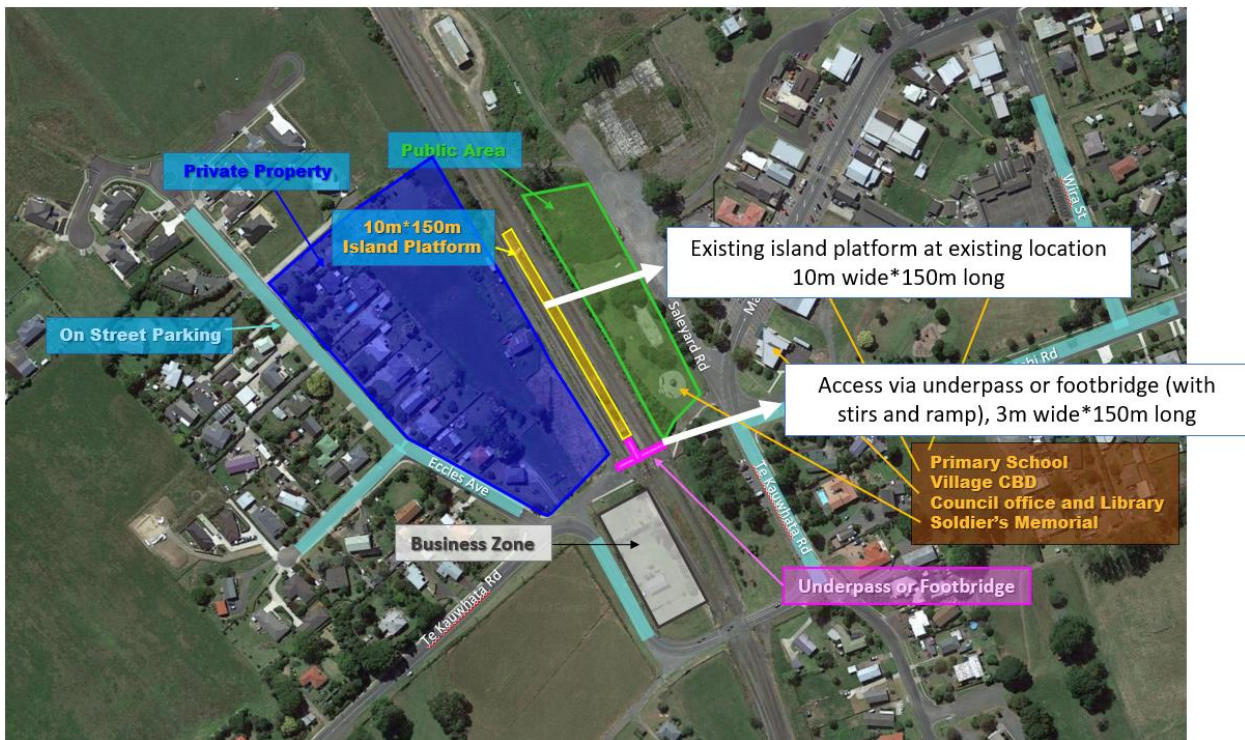 Public Area
Private Property
10m*150m
Island Platform
Wira St
Existing island platform at existing location
10m wide*150m long
On Street Parking
Saleyard Rd
Access via underpass or footbridge (with
stirs and ramp), 3m wide*150m long
Eccles Ave
Te Kauwhata Rd
Primary School
Village CBD
Council office and Library
Soldier's Memorial
Business Zone
Underpass or Footbridge
Te Kauwhata Rd